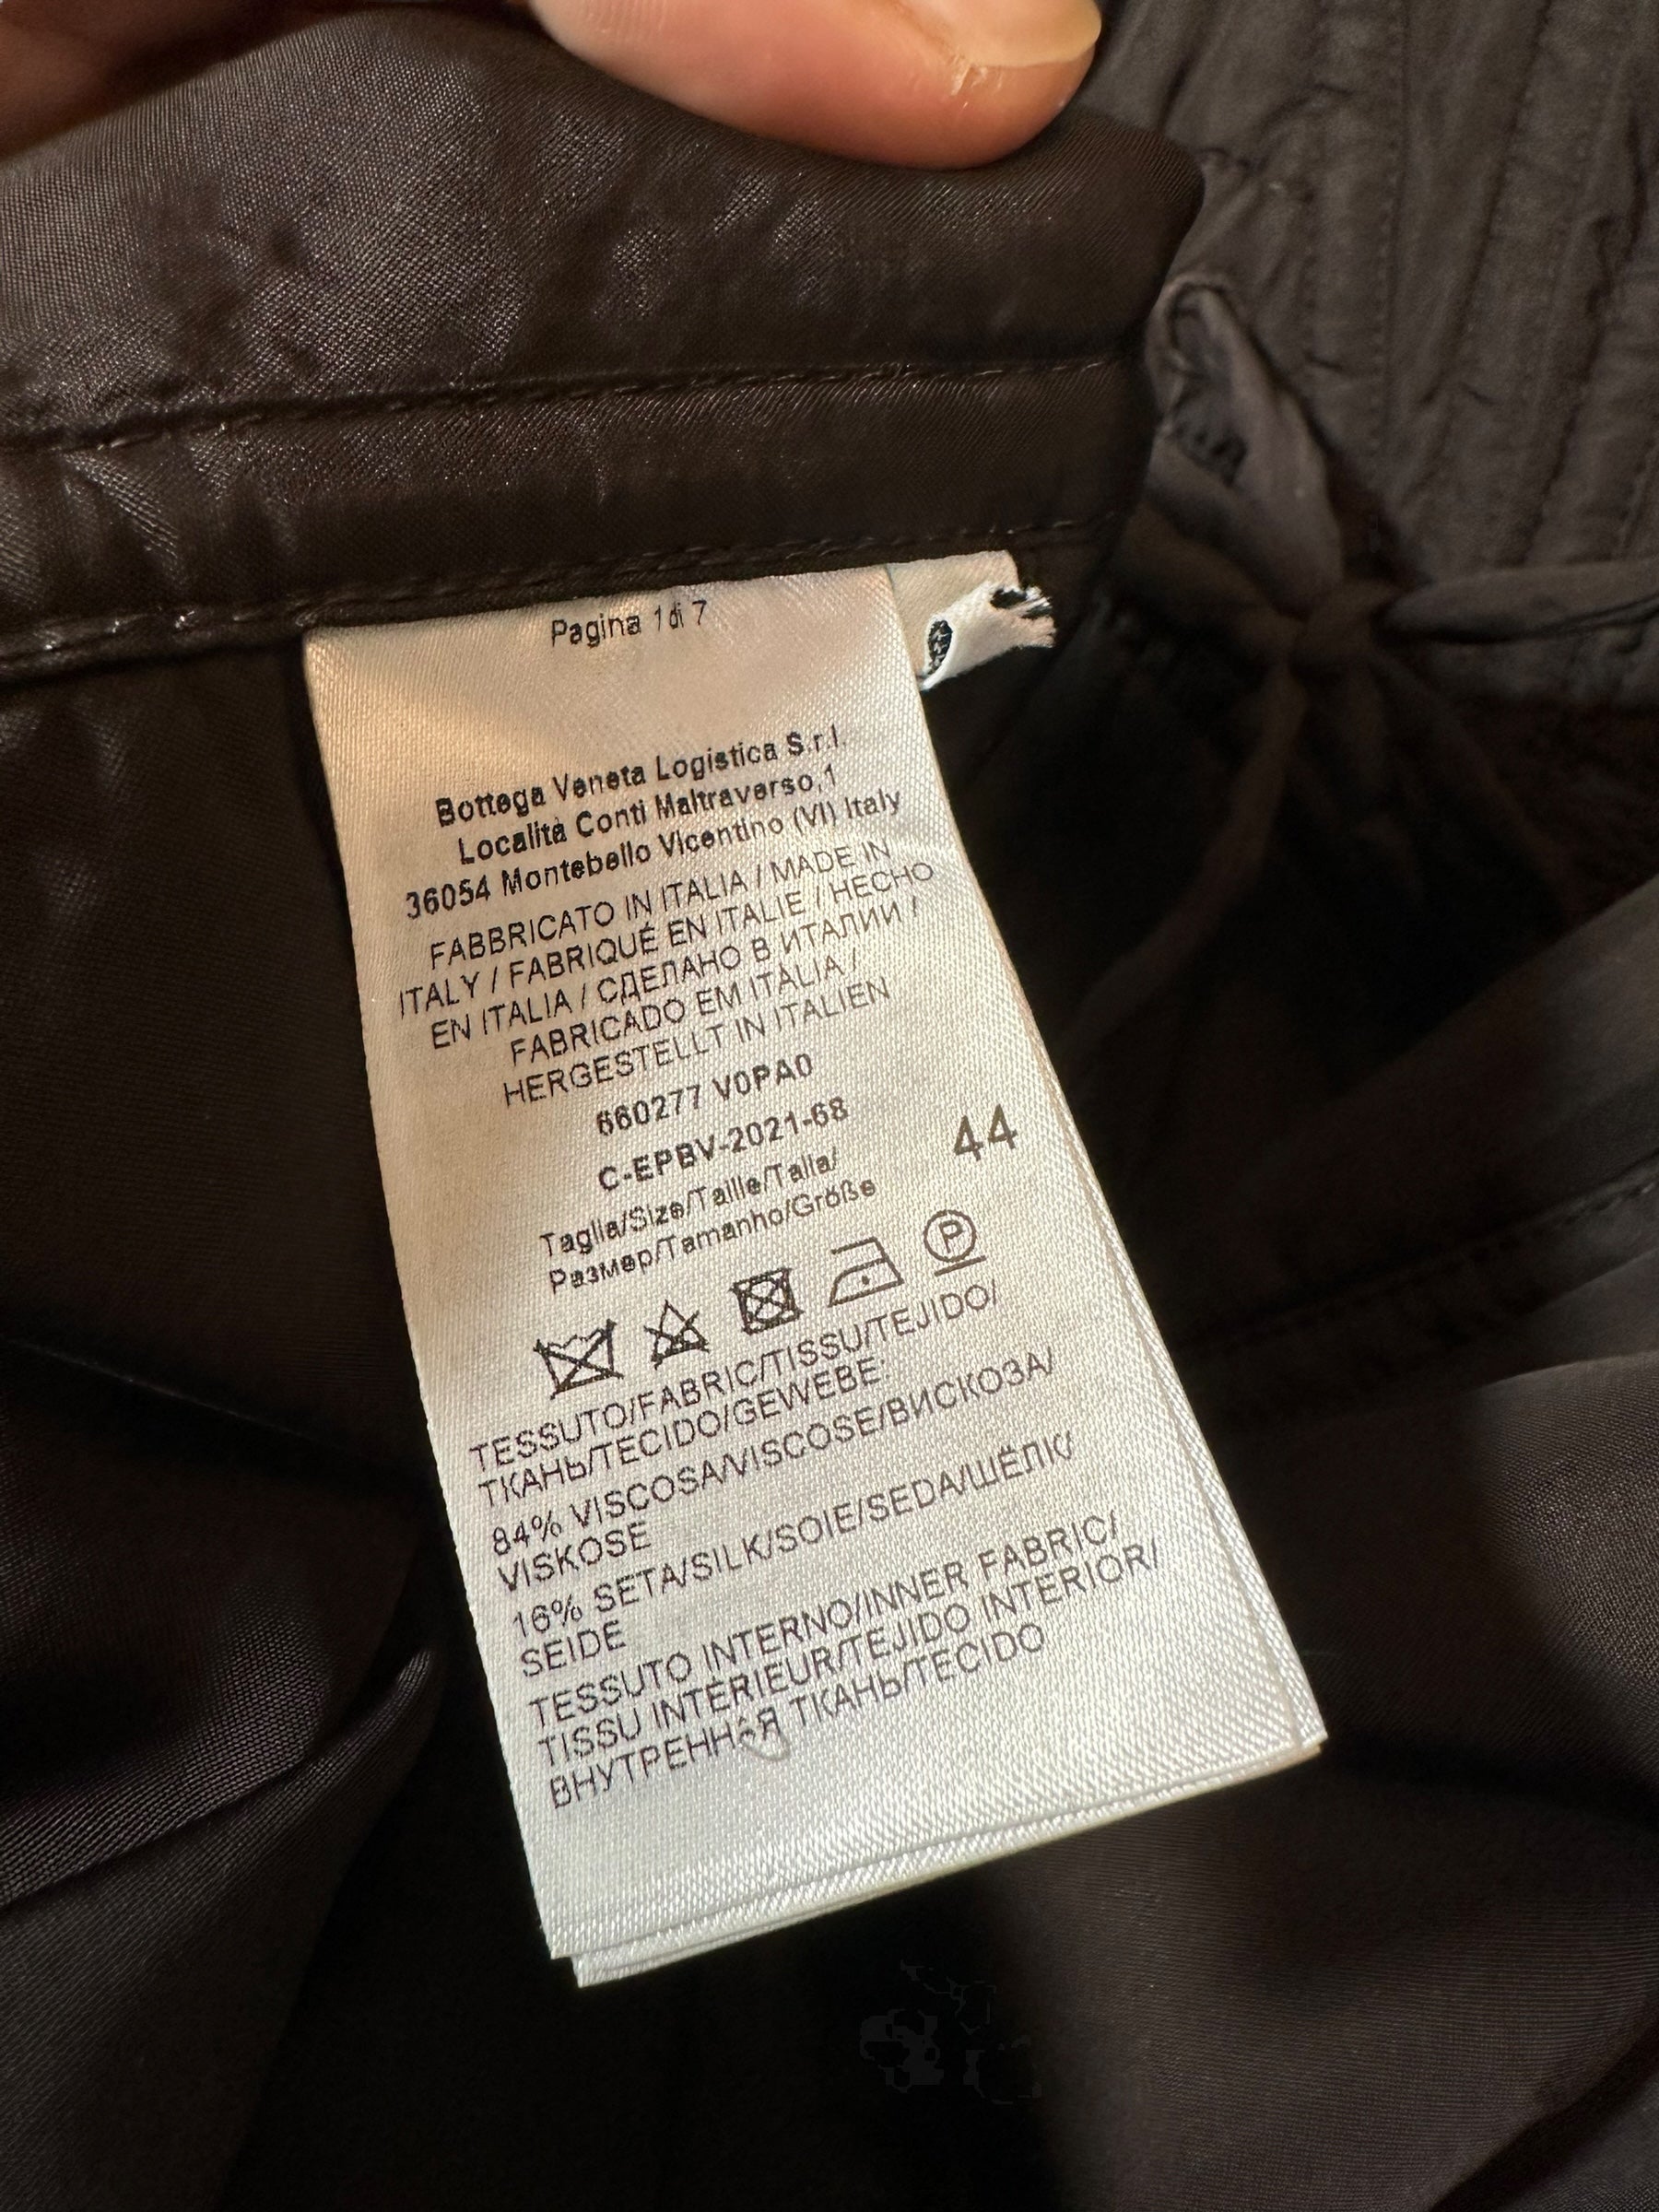 Pagina 1 di 7
Bottega Veneta Logistica S.r.l.
Località Conti Maltraverso,1
36054 Montebello Vicentino (VI) Italy
FABBRICATO IN ITALIA / MADE IN
ITALY / FABRIQUÉ EN ITALIE / HECHO
EN ITALIA / СДЕЛАНО В ИТАЛИИ /
FABRICADO EM ITÀLIA /
HERGESTELLT IN ITALIEN
660277 V0PA0
C-EPBV-2021-68
Taglia/Size/Taille/Talla/
44
Размер/Tamanho/Größe
P
TESSUTO/FABRIC/TISSU/TEJIDO/
ТКАНЬ/TECIDO/GEWEBE:
84% VISCOSA/VISCOSE/ВИСКОЗА/
VISKOSE
16% SETA/SILK/SOIE/SEDA/ШЁЛК/
SEIDE
TESSUTO INTERNO/INNER FABRIC/
TISSU INTÉRIEUR/TEJIDO INTERIOR/
ВНУТРЕННЯЯ ТКАНЬ/TECIDO